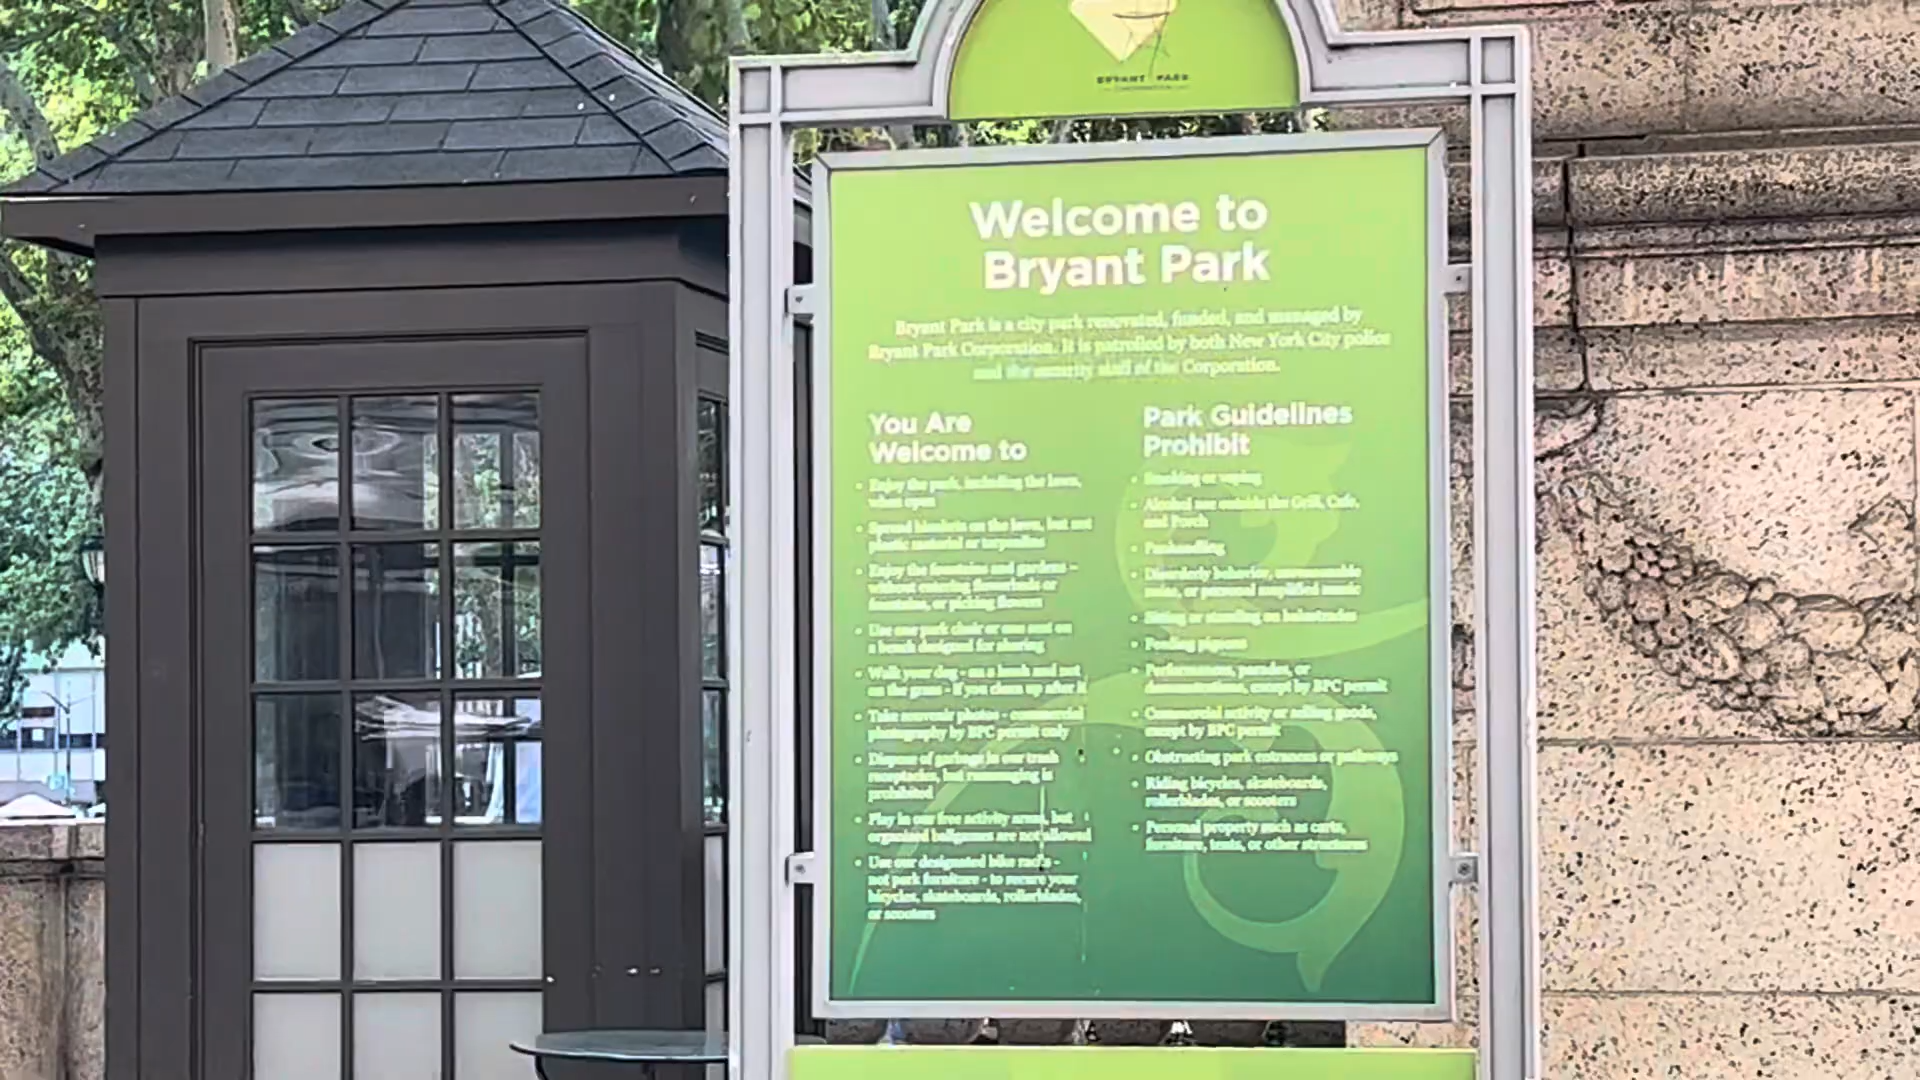 BRYANT PARK
CORPORATION
Welcome to
Bryant Park
Bryant Park is a city park renovated, funded, and managed by
Bryant Park Corporation. It is patrolled by both New York City police
and the security staff of the Corporation.
You Are
Welcome to
• Enjoy the park, including the lawn,
when open
• Spread blankets on the lawn, but not
plastic material or tarpaulins
• Enjoy the fountains and gardens –
without entering flowerbeds or
fountains, or picking flowers
• Use one park chair or one seat on
a bench designed for sharing
• Walk your dog - on a leash and not
on the grass - if you clean up after it
• Take souvenir photos - commercial
photography by BPC permit only
• Dispose of garbage in our trash
receptacles, but rummaging is
prohibited
• Play in our free activity areas, but
organized ballgames are not allowed
• Use our designated bike racks -
not park furniture - to secure your
bicycles, skateboards, rollerblades,
or scooters
Park Guidelines
Prohibit
• Smoking or vaping
• Alcohol use outside the Grill, Cafe,
and Porch
• Panhandling
• Disorderly behavior, unreasonable
noise, or personal amplified music
• Sitting or standing on balustrades
• Feeding pigeons
• Performances, parades, or
demonstrations, except by BPC permit
• Commercial activity or selling goods,
except by BPC permit
• Obstructing park entrances or pathways
• Riding bicycles, skateboards,
rollerblades, or scooters
• Personal property such as carts,
furniture, tents, or other structures